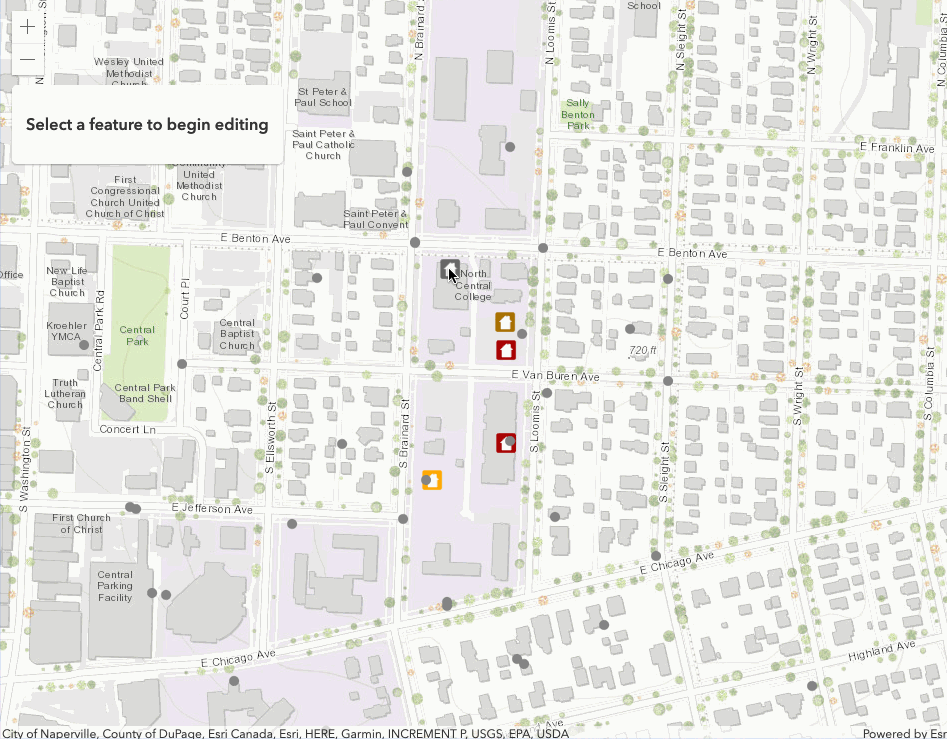 +
−
Select a feature to begin editing
School
N Brainard
N Loomis St
N Sleight St
N Wright St
N Columbia
Wesley United
Methodist
Church
St Peter &
Paul School
Saint Peter &
Paul Catholic
Church
Sally
Benton
Park
E Franklin Ave
Community
United
Methodist
Church
First
Congressional
Church United
Church of Christ
Saint Peter &
Paul Convent
E Benton Ave
E Benton Ave
Office
New Life
Baptist
Church
North
Central
College
Court Pl
Central Park Rd
Kroehler
YMCA
Central
Park
Central
Baptist
Church
720 ft
E Van Buren Ave
Truth
Lutheran
Church
Central Park
Band Shell
Concert Ln
S Washington St
S Ellsworth St
S Brainard St
S Loomis St
S Sleight St
S Wright St
S Columbia St
E Jefferson Ave
First Church
of Christ
Central
Parking
Facility
E Chicago Ave
E Chicago Ave
Highland Ave
Ave
City of Naperville, County of DuPage, Esri Canada, Esri, HERE, Garmin, INCREMENT P, USGS, EPA, USDA
Powered by Esr